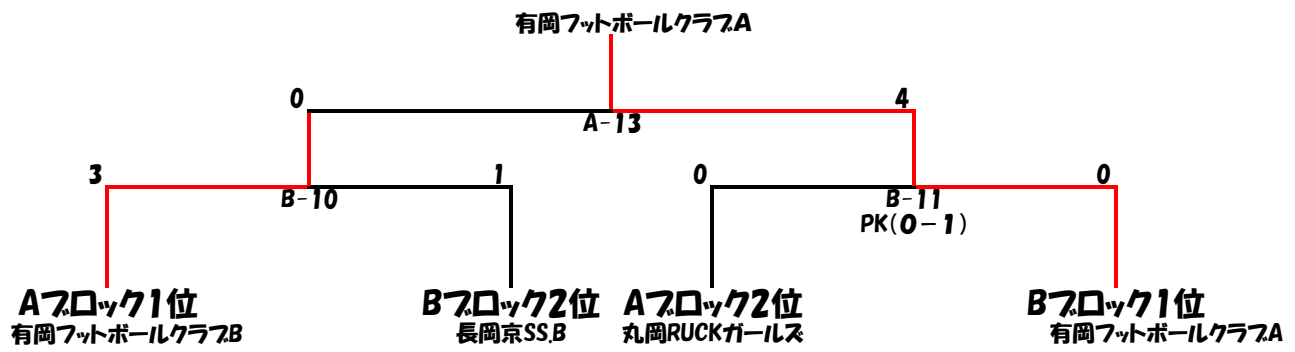 有岡フットボールクラブA
0 4
A-13
3 1 0 0
B-10 B-11
PK(0-1)
Aブロック1位 Bブロック2位 Aブロック2位 Bブロック1位
有岡フットボールクラブB 長岡京SS.B 丸岡RUCKガールズ 有岡フットボールクラブA